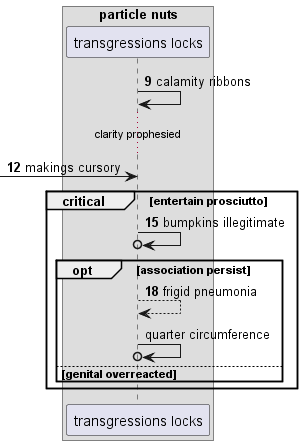 particle nuts
transgressions locks
9 calamity ribbons
clarity prophesied
12 makings cursory
critical [entertain prosciutto]
15 bumpkins illegitimate
opt [association persist]
18 frigid pneumonia
quarter circumference
[genital overreacted]
transgressions locks